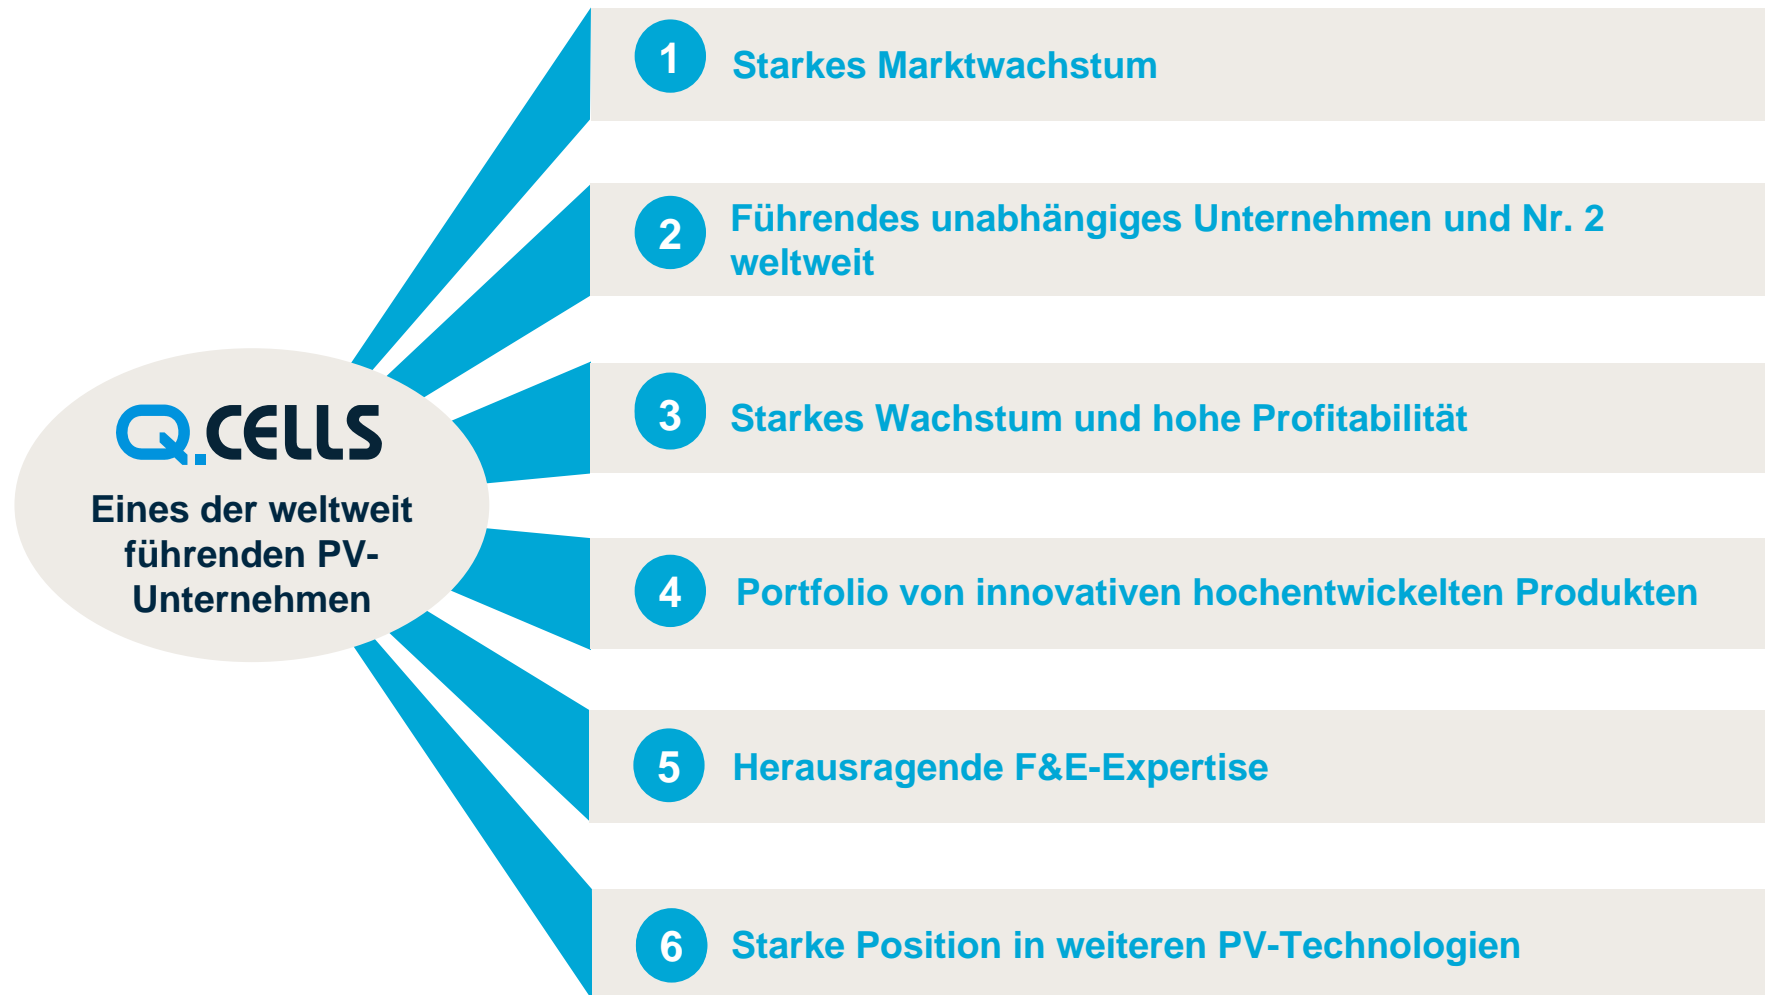 1
Starkes Marktwachstum
2
Führendes unabhängiges Unternehmen und Nr. 2
weltweit
3
Starkes Wachstum und hohe Profitabilität
Q.CELLS
Eines der weltweit
führenden PV-
Unternehmen
4
Portfolio von innovativen hochentwickelten Produkten
5
Herausragende F&E-Expertise
6
Starke Position in weiteren PV-Technologien